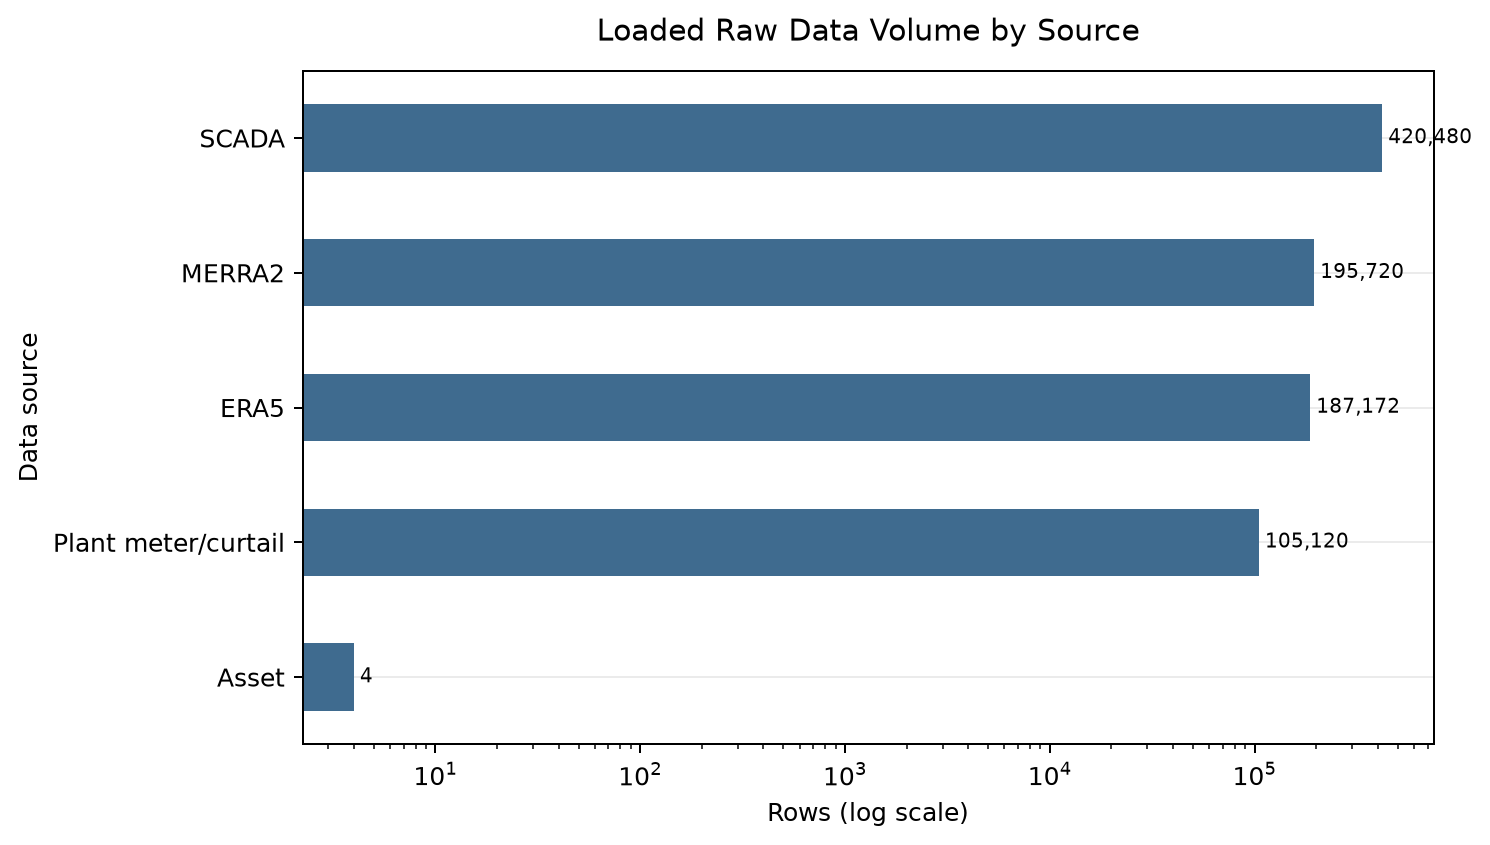 Loaded Raw Data Volume by Source
Data source
SCADA
420,480
MERRA2
195,720
ERA5
187,172
Plant meter/curtail
105,120
Asset
4
10¹ 10² 10³ 10⁴ 10⁵
Rows (log scale)